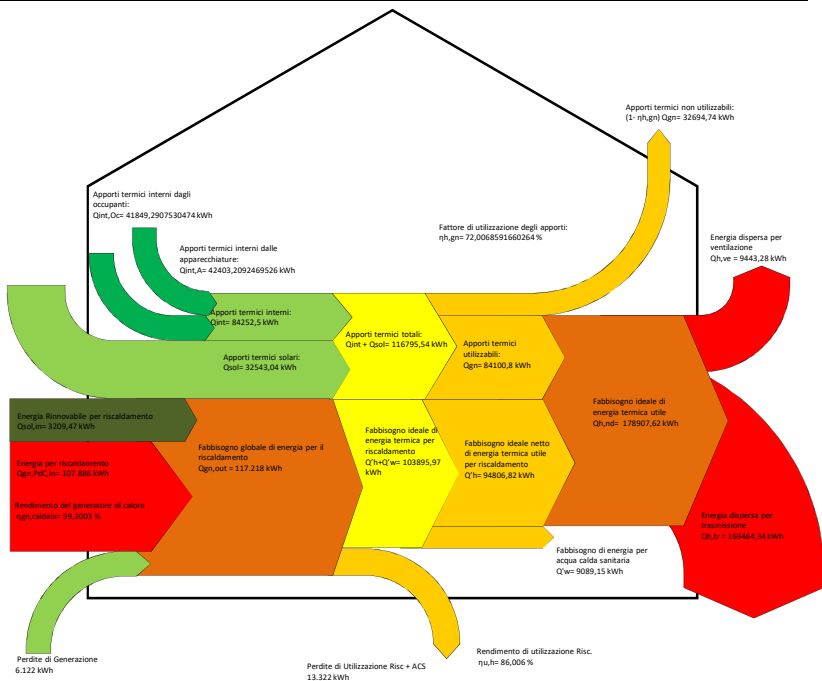 Apporti termici non utilizzabili:
(1- ηh,gn) Qgn= 32694,74 kWh
Apporti termici interni dagli
occupanti:
Qint,Oc= 41849,2907530474 kWh
Fattore di utilizzazione degli apporti:
ηh,gn= 72,0068591660264 %
Energia dispersa per
ventilazione
Qh,ve = 9443,28 kWh
Apporti termici interni dalle
apparecchiature:
Qint,A= 42403,2092469526 kWh
Apporti termici interni:
Qint= 84252,5 kWh
Apporti termici totali:
Qint + Qsol= 116795,54 kWh
Apporti termici
utilizzabili:
Qgn= 84100,8 kWh
Apporti termici solari:
Qsol= 32543,04 kWh
Energia Rinnovabile per riscaldamento
Qsol,in= 3209,47 kWh
Fabbisogno globale di energia per il
riscaldamento
Qgn,out = 117.218 kWh
Fabbisogno ideale di
energia termica per
riscaldamento
Q'h+Q'w= 103895,97
kWh
Fabbisogno ideale netto
di energia termica utile
per riscaldamento
Q'h= 94806,82 kWh
Fabbisogno ideale di
energia termica utile
Qh,nd= 178907,62 kWh
Energia per riscaldamento
Qgn,PdC,in= 107.886 kWh
Rendimento del generatore di calore
ηgn,caldaia= 99,2003 %
Energia dispersa per
trasmissione
Qh,tr = 169464,34 kWh
Fabbisogno di energia per
acqua calda sanitaria
Q'w= 9089,15 kWh
Perdite di Generazione
6.122 kWh
Perdite di Utilizzazione Risc + ACS
13.322 kWh
Rendimento di utilizzazione Risc.
ηu,h= 86,006 %